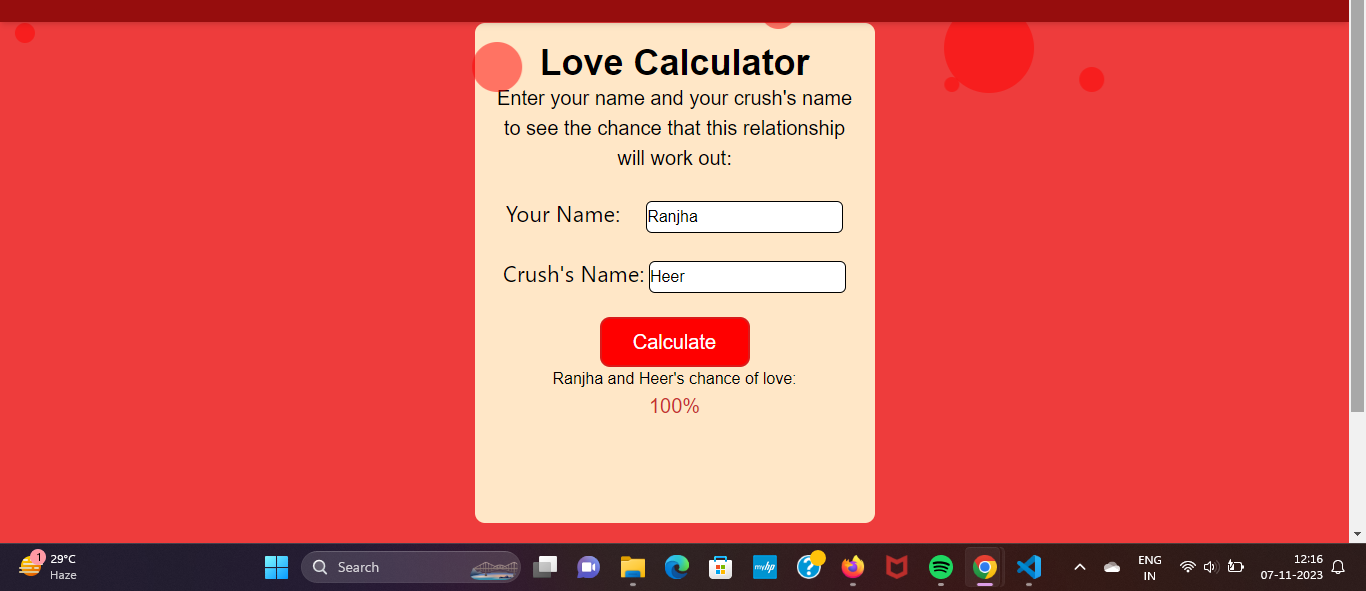 Love Calculator
Enter your name and your crush's name
to see the chance that this relationship
will work out:
Your Name: Ranjha
Crush's Name: Heer
Calculate
Ranjha and Heer's chance of love:
100%
1
29°C
Haze
Search
myhp
?
ENG
IN
12:16
07-11-2023